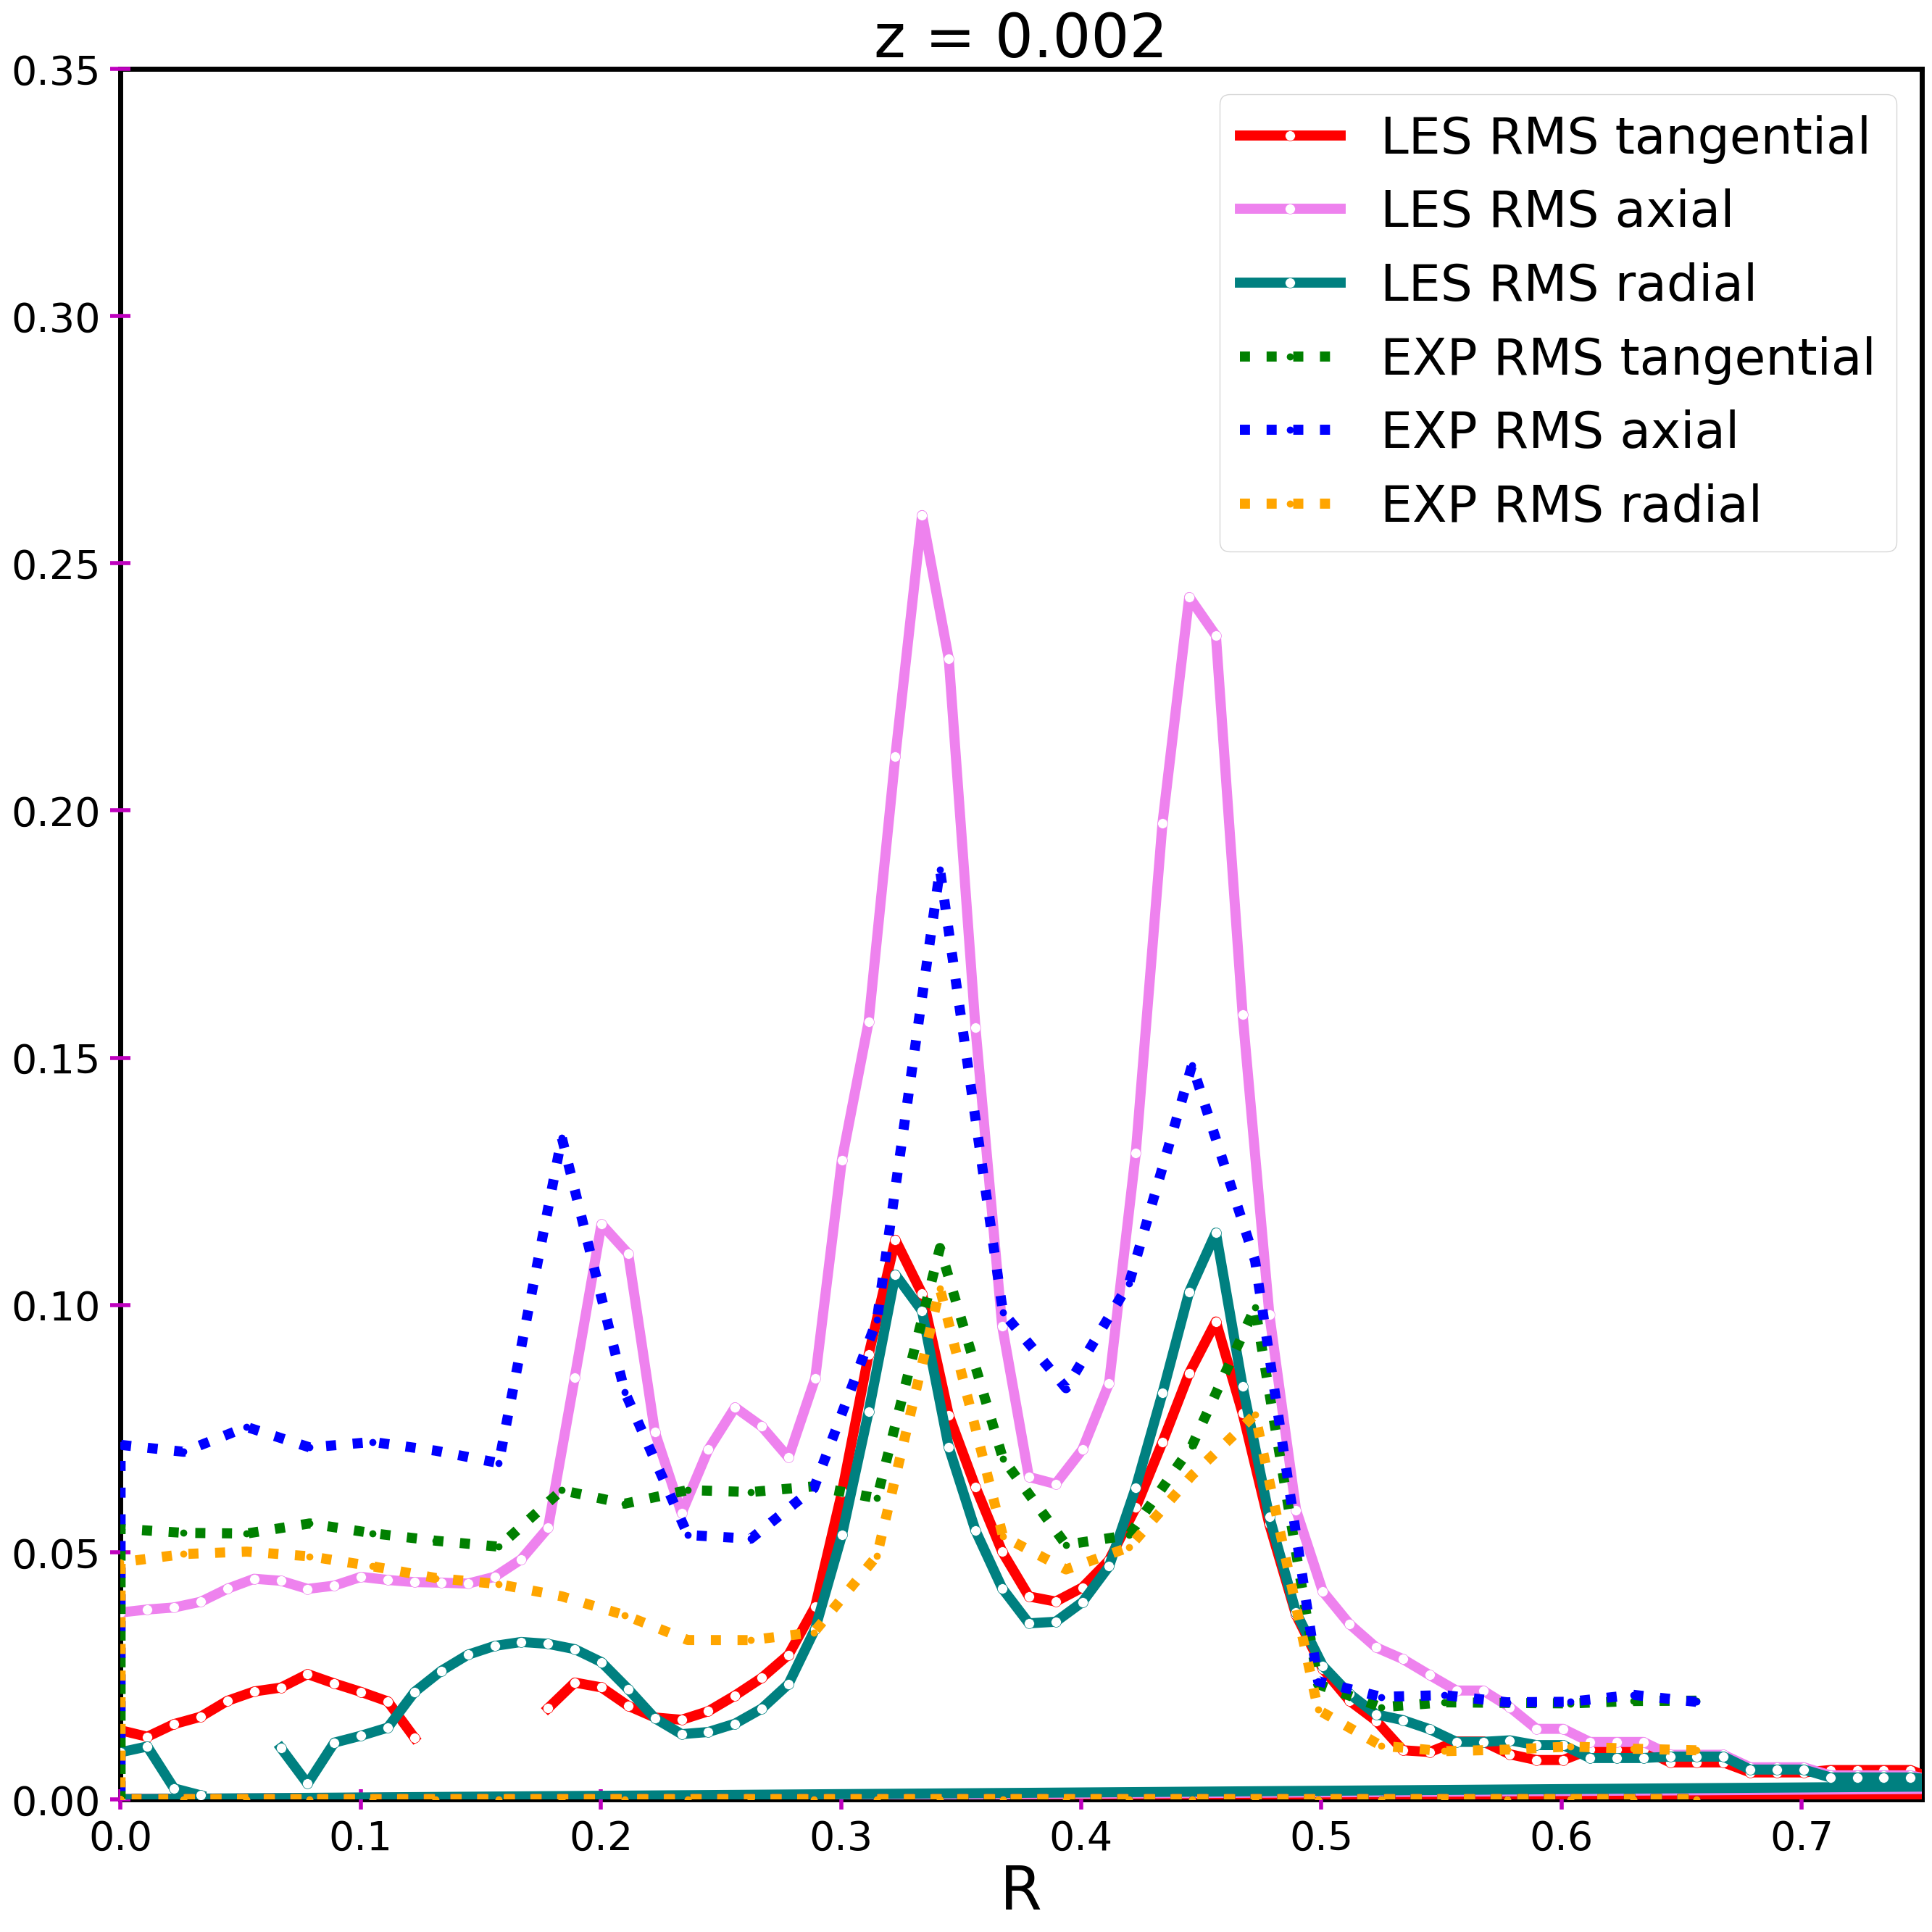 z = 0.002
0.35
0.30
0.25
0.20
0.15
0.10
0.05
0.00
LES RMS tangential
LES RMS axial
LES RMS radial
EXP RMS tangential
EXP RMS axial
EXP RMS radial
0.0 0.1 0.2 0.3 0.4 0.5 0.6 0.7
R